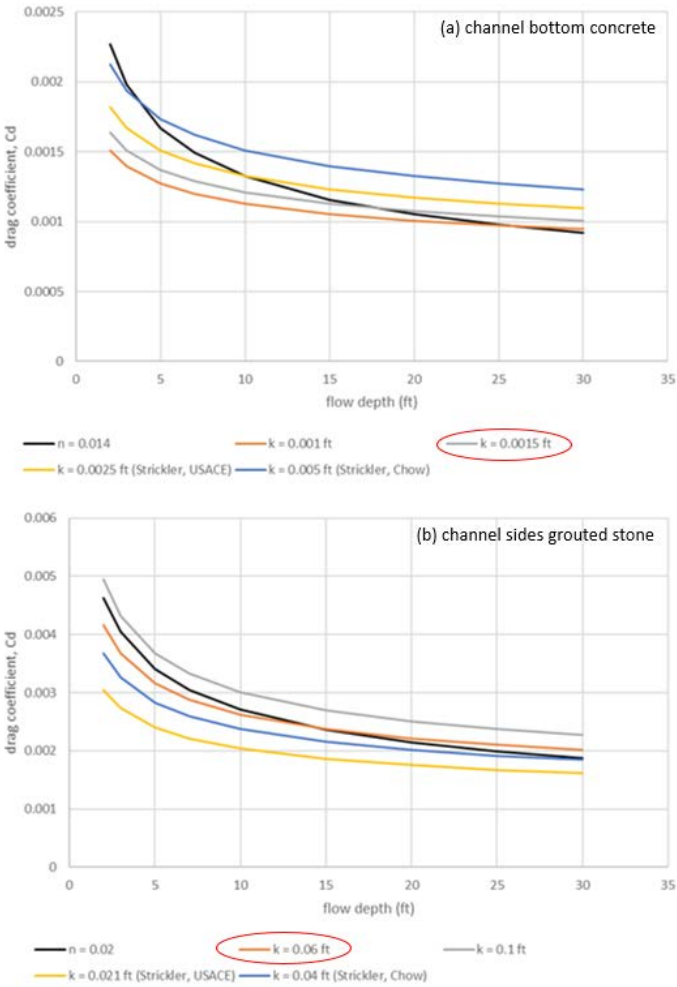 (a) channel bottom concrete
0.0025
0.002
0.0015
0.001
0.0005
0
drag coefficient, Cd
0 5 10 15 20 25 30 35
flow depth (ft)
n = 0.014 k = 0.001 ft k = 0.0015 ft
k = 0.0025 ft (Strickler, USACE) k = 0.005 ft (Strickler, Chow)
(b) channel sides grouted stone
0.006
0.005
0.004
0.003
0.002
0.001
0
drag coefficient, Cd
0 5 10 15 20 25 30 35
flow depth (ft)
n = 0.02 k = 0.06 ft k = 0.1 ft
k = 0.021 ft (Strickler, USACE) k = 0.04 ft (Strickler, Chow)